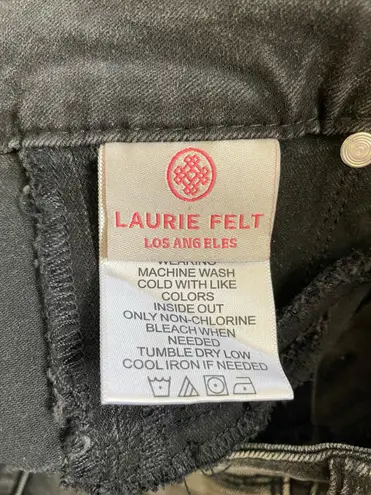 LAURIE FELT
LOS ANGELES
WEARING
MACHINE WASH
COLD WITH LIKE
COLORS
INSIDE OUT
ONLY NON-CHLORINE
BLEACH WHEN
NEEDED
TUMBLE DRY LOW
COOL IRON IF NEEDED